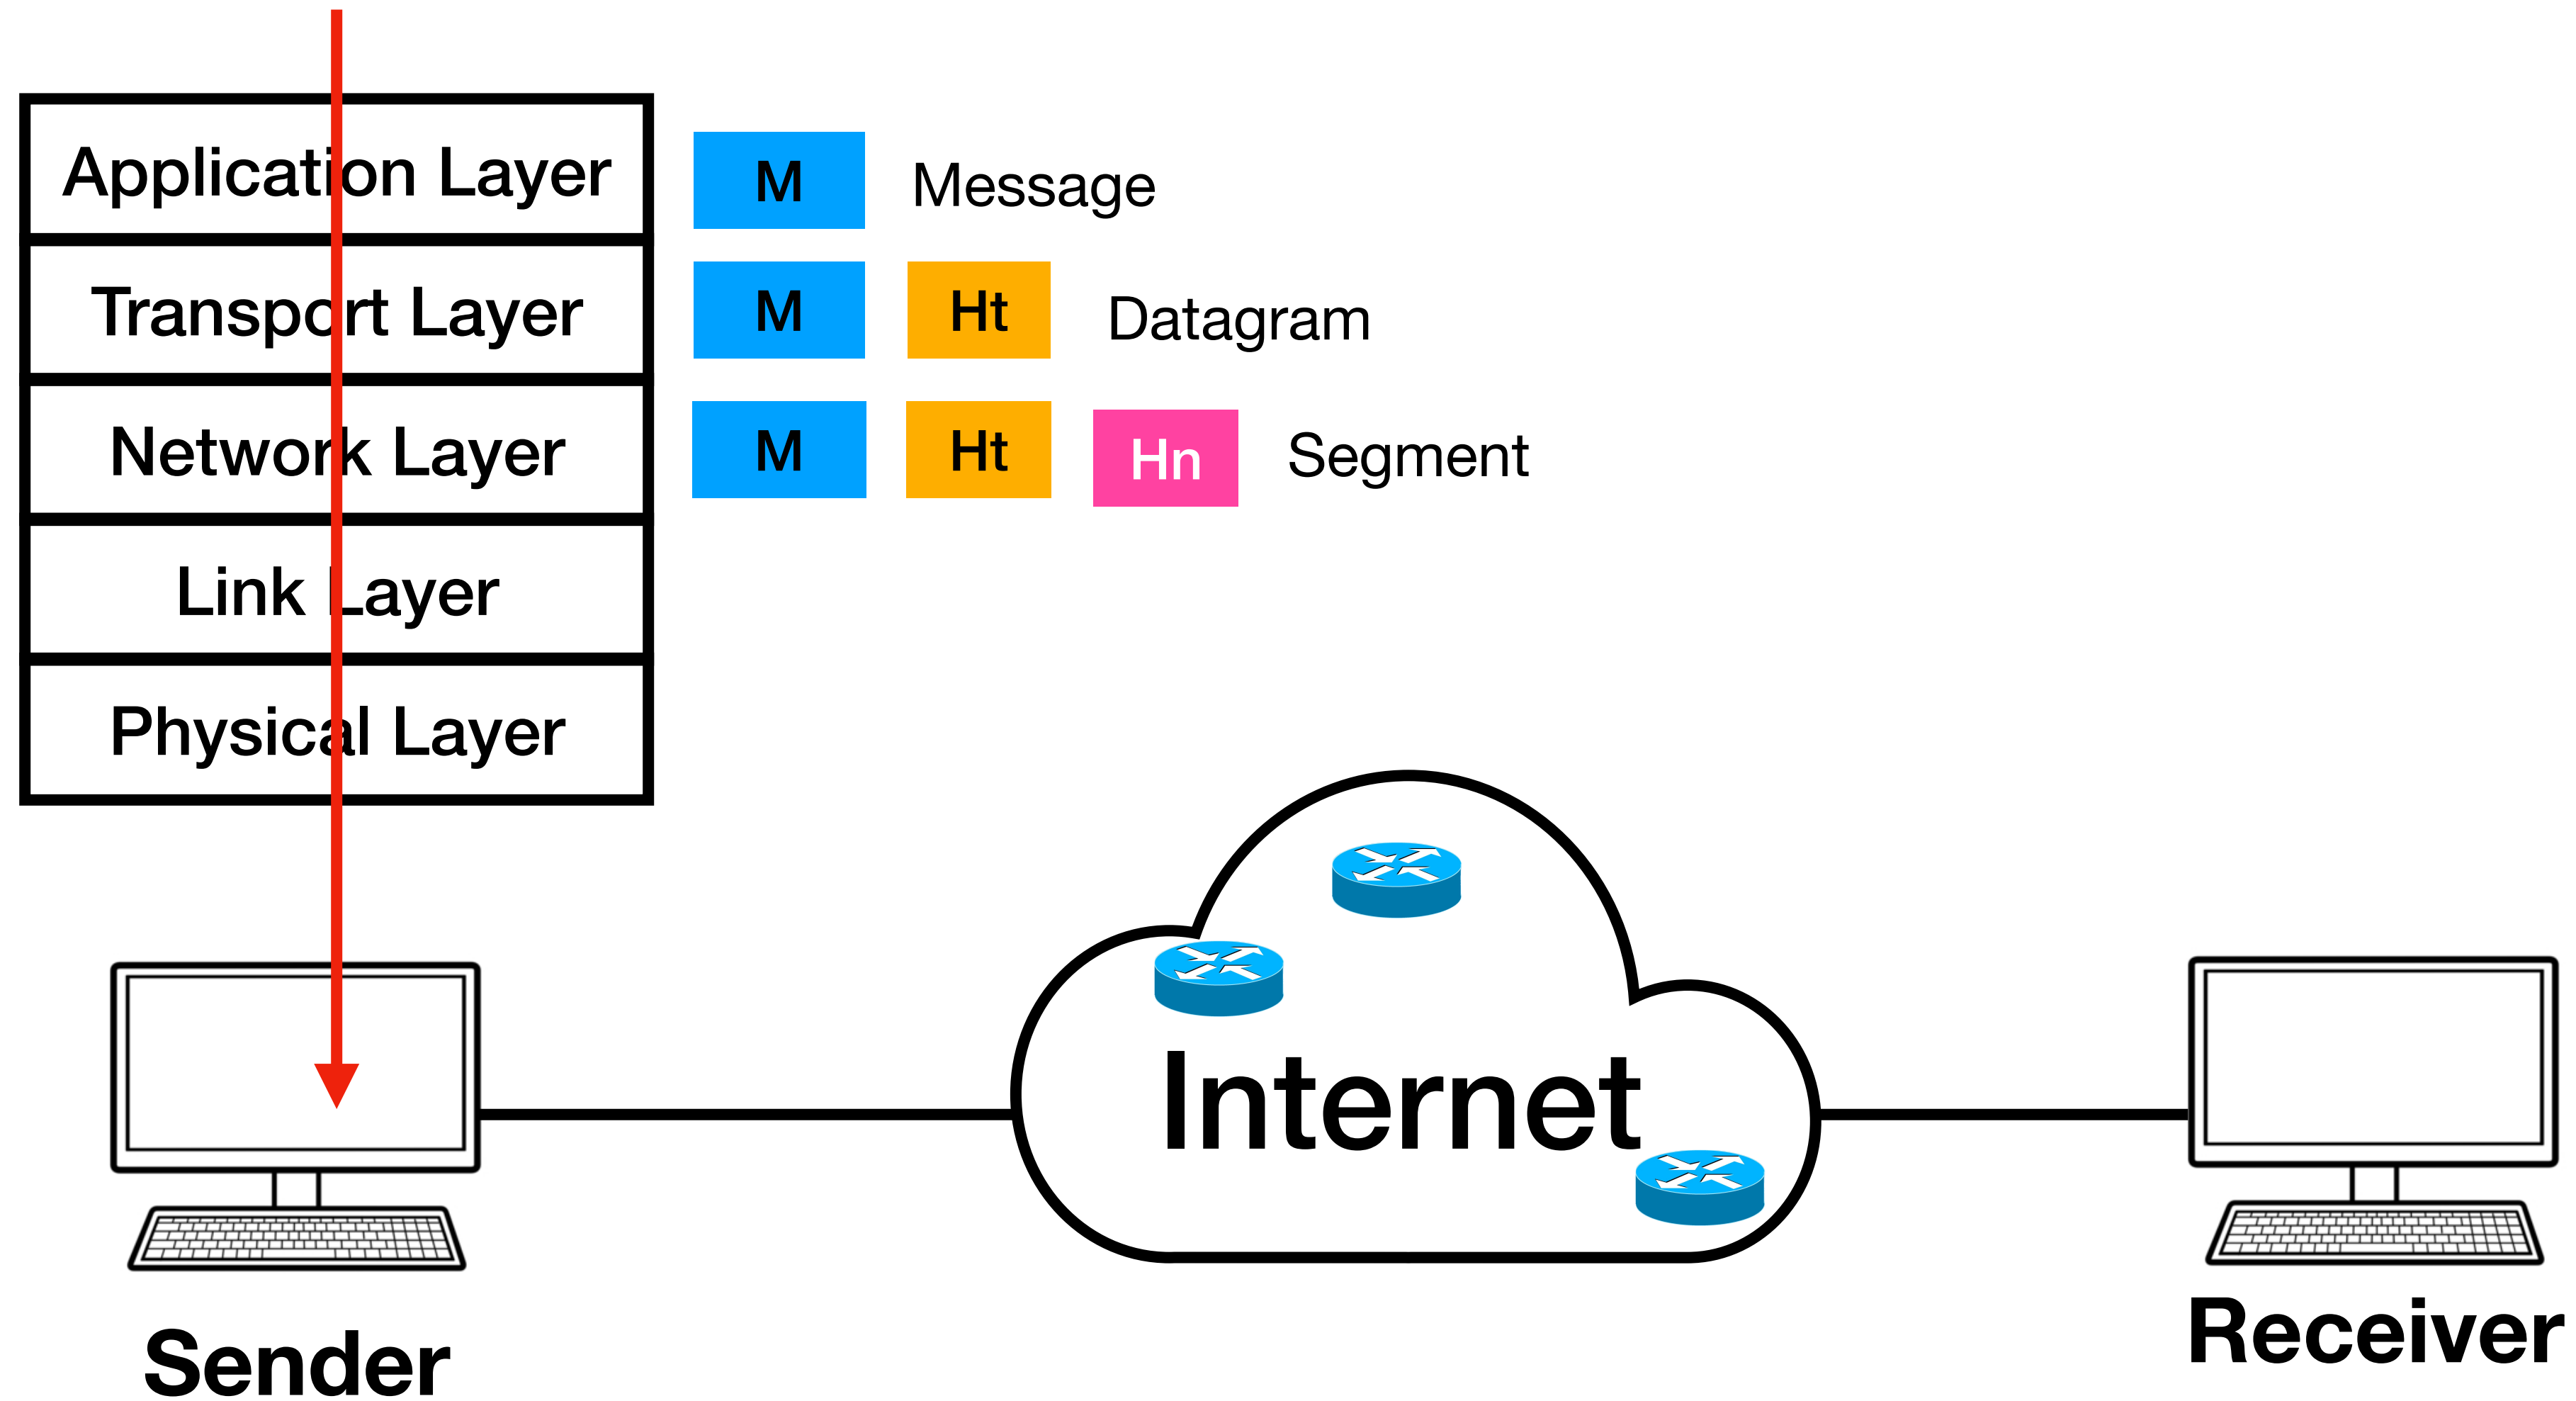 Application Layer
M Message
Transport Layer
M Ht Datagram
Network Layer
M Ht Hn Segment
Link Layer
Physical Layer
Internet
Sender
Receiver